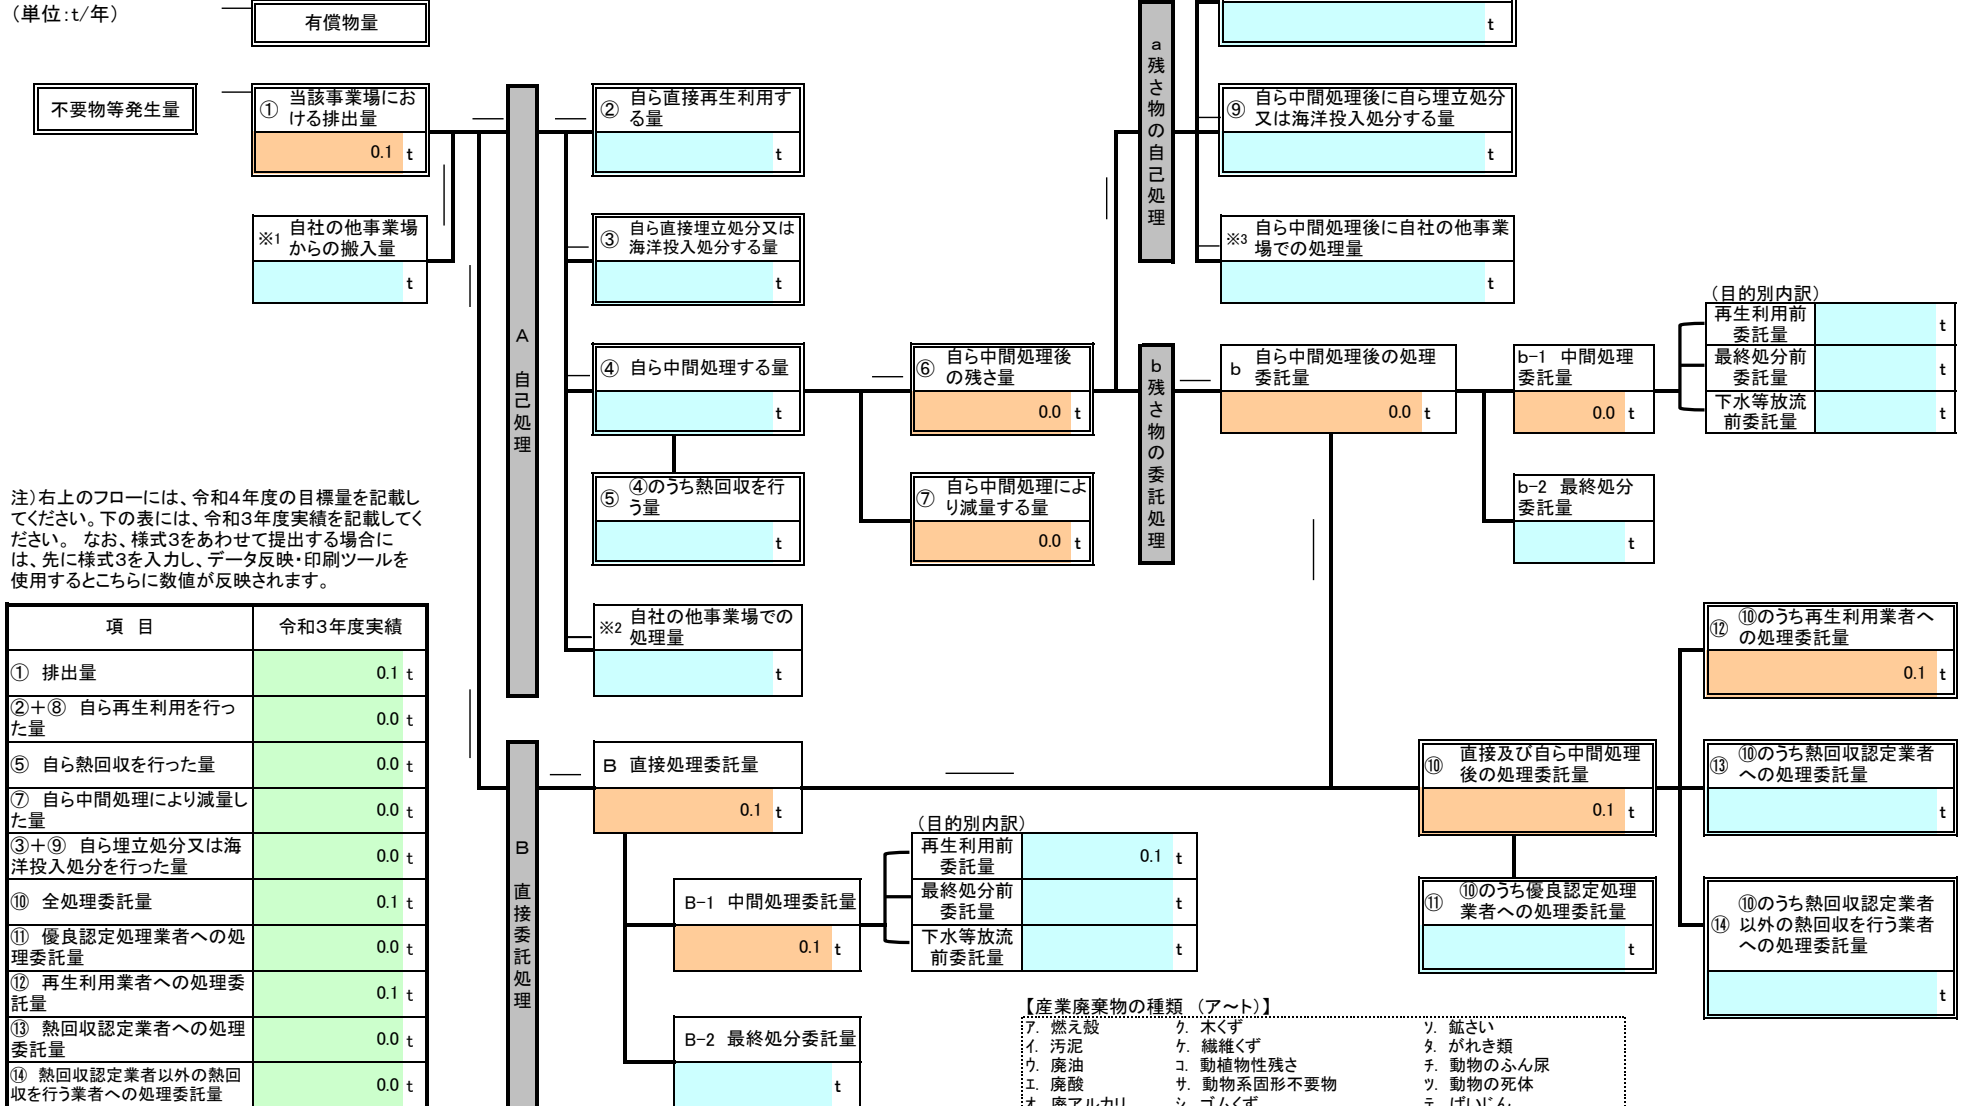 （単位：t/年）
有償物量
t
不要物等発生量
① 当該事業場にお
ける排出量
0.1 t
※1 自社の他事業場
からの搬入量
t
A 自己処理
② 自ら直接再生利用す
る量
t
③ 自ら直接埋立処分又は
海洋投入処分する量
t
④ 自ら中間処理する量
t
⑤ ④のうち熱回収を行
う量
t
※2 自社の他事業場での
処理量
t
⑥ 自ら中間処理後
の残さ量
0.0 t
⑦ 自ら中間処理によ
り減量する量
0.0 t
a残さ物の自己処理
⑨ 自ら中間処理後に自ら埋立処分
又は海洋投入処分する量
t
※3 自ら中間処理後に自社の他事業
場での処理量
t
b残さ物の委託処理
b 自ら中間処理後の処理
委託量
0.0 t
b-1 中間処理
委託量
0.0 t
（目的別内訳）
再生利用前
委託量
t
最終処分前
委託量
t
下水等放流
前委託量
t
b-2 最終処分
委託量
t
注）右上のフローには、令和４年度の目標量を記載し
てください。下の表には、令和３年度実績を記載してく
ださい。 なお、様式３をあわせて提出する場合に
は、先に様式３を入力し、データ反映・印刷ツールを
使用するとこちらに数値が反映されます。
項 目 令和３年度実績
① 排出量 0.1 t
②＋⑧ 自ら再生利用を行っ
た量
0.0 t
⑤ 自ら熱回収を行った量 0.0 t
⑦ 自ら中間処理により減量し
た量
0.0 t
③＋⑨ 自ら埋立処分又は海
洋投入処分を行った量
0.0 t
⑩ 全処理委託量 0.1 t
⑪ 優良認定処理業者への処
理委託量
0.0 t
⑫ 再生利用業者への処理委
託量
0.1 t
⑬ 熱回収認定業者への処理
委託量
0.0 t
⑭ 熱回収認定業者以外の熱回
収を行う業者への処理委託量
0.0 t
B 直接委託処理
B 直接処理委託量
0.1 t
B-1 中間処理委託量
0.1 t
（目的別内訳）
再生利用前
委託量
0.1 t
最終処分前
委託量
t
下水等放流
前委託量
t
B-2 最終処分委託量
t
⑩ 直接及び自ら中間処理
後の処理委託量
0.1 t
⑪ ⑩のうち優良認定処理
業者への処理委託量
t
⑫ ⑩のうち再生利用業者へ
の処理委託量
0.1 t
⑬ ⑩のうち熱回収認定業者
への処理委託量
t
⑭ ⑩のうち熱回収認定業者
以外の熱回収を行う業者
への処理委託量
t
【産業廃棄物の種類 （ア～ト）】
ア. 燃え殻 ク. 木くず ソ. 鉱さい
イ. 汚泥 ケ. 繊維くず タ. がれき類
ウ. 廃油 コ. 動植物性残さ チ. 動物のふん尿
エ. 廃酸 サ. 動物系固形不要物 ツ. 動物の死体
オ. 廃アルカリ シ. ゴムくず テ. ばいじん